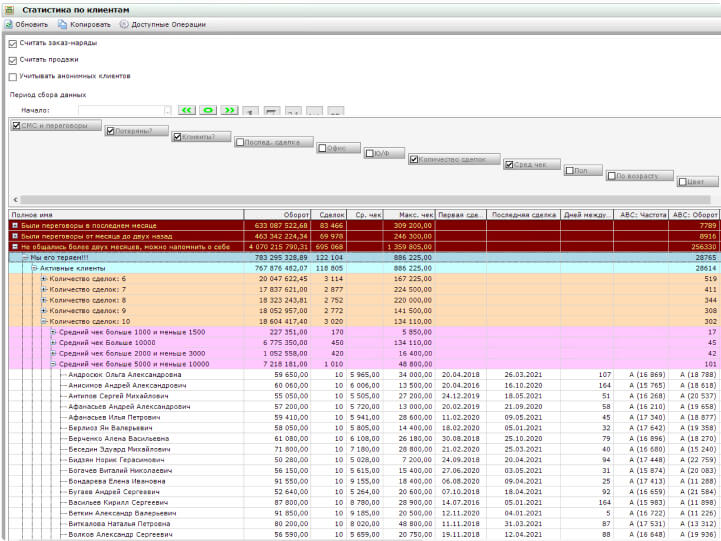 Статистика по клиентам
Обновить Копировать Доступные Операции
Считать заказ-наряды
Считать продажи
Учитывать анонимных клиентов
Период сбора данных
Начало:
СМС и переговоры
Потеряны?
Клиенты?
Послед. сделка
Офис
Ю/Ф
Количество сделок
Сред чек
Пол
По возрасту
Цвет
Полное имя Оборот Сделок Ср. чек Макс. чек Первая сде... Последняя сделка Дней между... ABC: Частота ABC: Оборот
Были переговоры в последнем месяце 633 087 522,68 83 466 309 200,00 7789
Были переговоры от месяца до двух назад 463 342 224,34 69 978 246 300,00 8916
Не общались более двух месяцев, можно напомнить о себе 4 070 215 790,31 695 068 1 359 805,00 256330
Мы его теряем!!! 783 295 328,89 122 104 886 225,00 28765
Активные клиенты 767 876 482,07 118 805 886 225,00 28614
Количество сделок: 6 20 047 622,45 3 114 167 225,00 519
Количество сделок: 7 17 837 621,00 2 877 224 500,00 411
Количество сделок: 8 18 323 243,81 2 752 220 000,00 344
Количество сделок: 9 18 052 957,00 2 772 141 500,00 308
Количество сделок: 10 18 604 417,40 3 020 134 110,00 302
Средний чек больше 1000 и меньше 1500 227 351,00 170 5 850,00 17
Средний чек Больше 10000 6 775 350,00 450 134 110,00 45
Средний чек больше 2000 и меньше 3000 1 052 558,00 420 16 400,00 42
Средний чек больше 5000 и меньше 10000 7 218 181,00 1 010 48 800,00 101
Андросюк Ольга Александровна 59 650,00 10 5 965,00 34 000,00 20.04.2018 26.03.2021 107 A (16 869) A (18 788)
Анисимов Андрей Александрович 60 060,00 10 6 006,00 13 500,00 20.04.2016 16.10.2020 164 A (15 765) A (18 618)
Антипов Сергей Михайлович 55 050,00 10 5 505,00 27 200,00 24.12.2019 18.05.2021 51 A (16 268) A (20 537)
Афанасьев Андрей Александрович 57 200,00 10 5 720,00 13 000,00 20.02.2019 21.09.2020 58 A (16 210) A (19 658)
Афанасьев Илья Петрович 59 410,00 10 5 941,00 28 600,00 11.02.2020 09.05.2021 45 A (17 340) A (18 877)
Берлиоз Ян Валерьевич 58 050,00 10 5 805,00 14 400,00 18.02.2020 05.01.2021 32 A (17 642) A (19 358)
Берченко Алена Васильевна 61 080,00 10 6 108,00 26 180,00 30.08.2018 25.10.2020 79 A (16 896) A (18 270)
Беседин Эдуард Михайлович 71 800,00 10 7 180,00 28 800,00 21.02.2020 25.03.2021 40 A (16 680) A (15 240)
Бидзян Норик Герасимович 50 280,00 10 5 028,00 7 200,00 24.09.2018 20.04.2021 94 A (17 448) A (22 759)
Богачев Виталий Николаевич 56 150,00 10 5 615,00 15 400,00 27.06.2020 03.05.2021 31 A (15 874) A (20 083)
Бондарева Елена Ивановна 91 550,00 10 9 155,00 18 400,00 06.08.2020 09.04.2021 25 A (17 413) A (11 288)
Бугаев Андрей Сергеевич 52 640,00 10 5 264,00 20 600,00 07.10.2018 18.04.2021 92 A (16 659) A (21 584)
Васильев Кирилл Сергеевич 87 800,00 10 8 780,00 28 900,00 14.07.2016 05.01.2021 164 A (15 983) A (11 898)
Веткин Александр Валерьевич 91 850,00 10 9 185,00 20 500,00 12.11.2020 04.01.2021 5 A (16 722) A (11 226)
Виткалова Наталья Петровна 80 200,00 10 8 020,00 48 800,00 11.11.2018 31.03.2021 87 A (17 531) A (13 312)
Волков Александр Сергеевич 56 590,00 10 5 659,00 20 750,00 19.11.2018 12.04.2021 88 A (16 648) A (19 936)